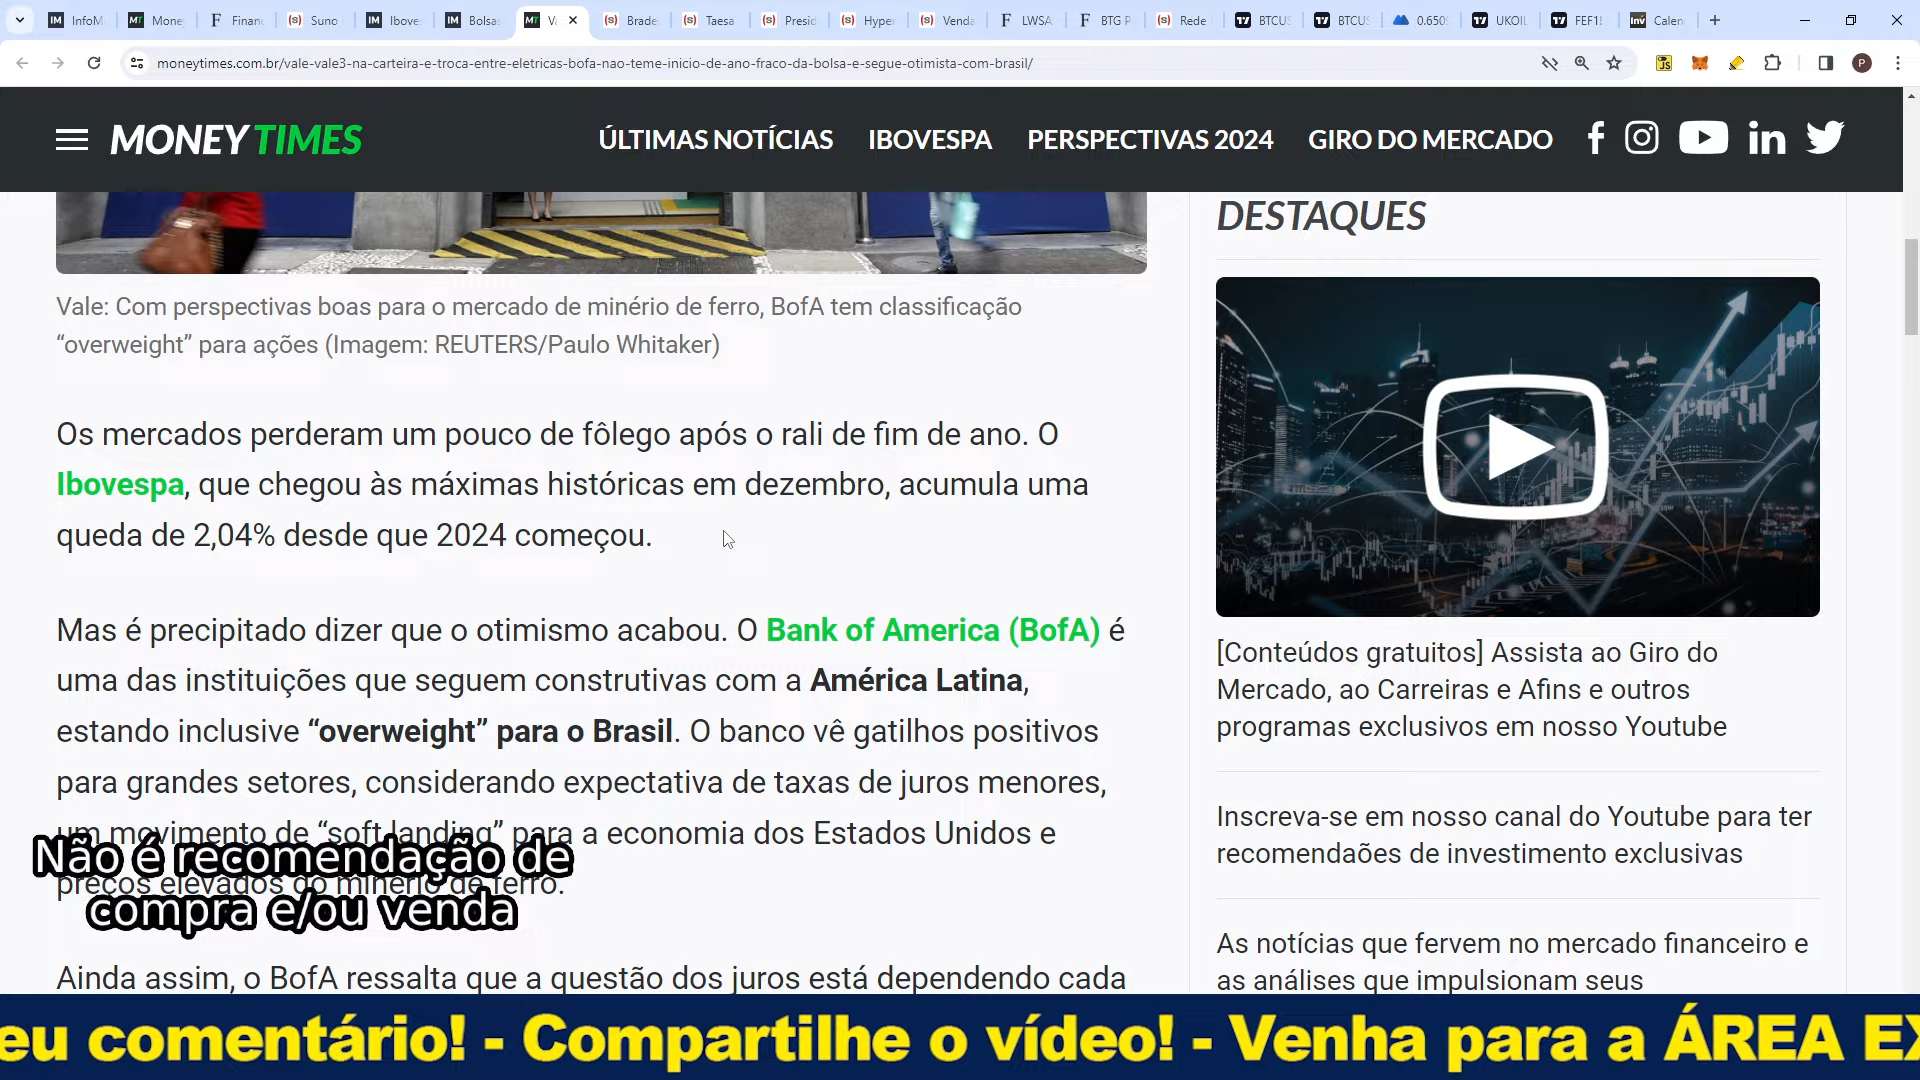 InfoM
Money
Financ
Suno
Iboves
Bolsas
V
Brade
Taesa
Presid
Hyper
Venda
LWSA
BTG P
Rede
BTCUS
BTCUS
0.650
UKOIL
FEF1!
Calen
moneytimes.com.br/vale-vale3-na-carteira-e-troca-entre-eletricas-bofa-nao-teme-inicio-de-ano-fraco-da-bolsa-e-segue-otimista-com-brasil/
MONEY TIMES
ÚLTIMAS NOTÍCIAS
IBOVESPA
PERSPECTIVAS 2024
GIRO DO MERCADO
Vale: Com perspectivas boas para o mercado de minério de ferro, BofA tem classificação
“overweight” para ações (Imagem: REUTERS/Paulo Whitaker)
Os mercados perderam um pouco de fôlego após o rali de fim de ano. O
Ibovespa, que chegou às máximas históricas em dezembro, acumula uma
queda de 2,04% desde que 2024 começou.
Mas é precipitado dizer que o otimismo acabou. O Bank of America (BofA) é
uma das instituições que seguem construtivas com a América Latina,
estando inclusive “overweight” para o Brasil. O banco vê gatilhos positivos
para grandes setores, considerando expectativa de taxas de juros menores,
um movimento de “soft landing” para a economia dos Estados Unidos e
preços elevados do minério de ferro.
Ainda assim, o BofA ressalta que a questão dos juros está dependendo cada
DESTAQUES
[Conteúdos gratuitos] Assista ao Giro do
Mercado, ao Carreiras e Afins e outros
programas exclusivos em nosso Youtube
Inscreva-se em nosso canal do Youtube para ter
recomendaões de investimento exclusivas
As notícias que fervem no mercado financeiro e
as análises que impulsionam seus
Não é recomendação de
compra e/ou venda
eu comentário! - Compartilhe o vídeo! - Venha para a ÁREA EX